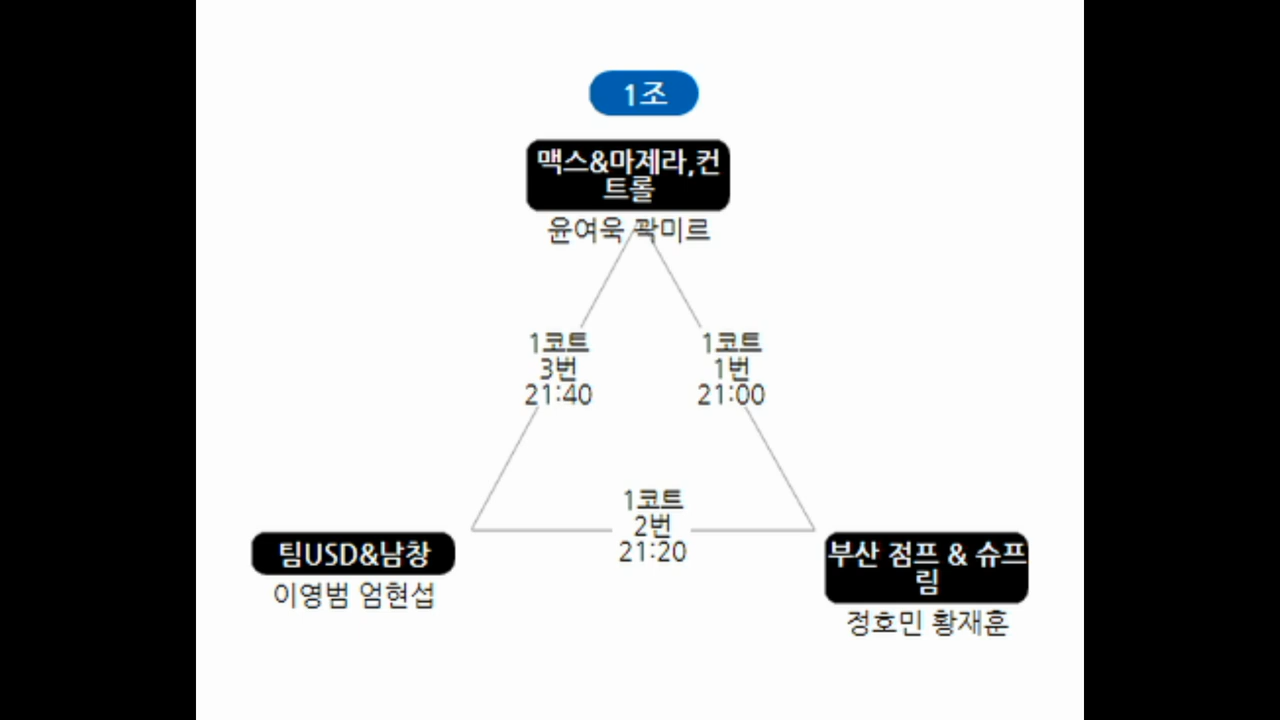 1조
맥스&마제라,컨
트롤
윤여욱 곽미르
1코트
3번
21:40
1코트
1번
21:00
1코트
2번
21:20
팀USD&남창
이영범 엄현섭
부산 점프 & 슈프
림
정호민 황재훈